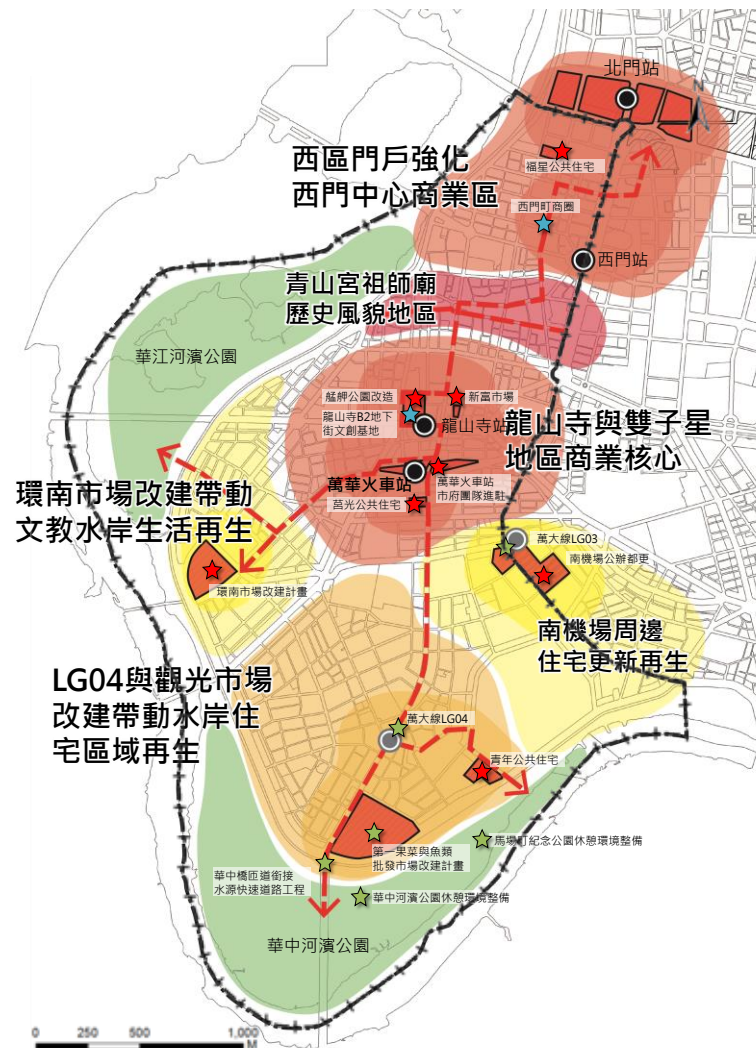 北門站
福星公共住宅
西區門戶強化
西門中心商業區
西門町商圈
西門站
青山宮祖師廟
歷史風貌地區
華江河濱公園
艋舺公園改造
新富市場
龍山寺B2地下
街文創基地
龍山寺站
龍山寺與雙子星
地區商業核心
萬華火車站
萬華火車站
市府團隊進駐
莒光公共住宅
環南市場改建帶動
文教水岸生活再生
環南市場改建計畫
萬大線LG03
南機場公辦都更
南機場周邊
住宅更新再生
LG04與觀光市場
改建帶動水岸住
宅區域再生
萬大線LG04
青年公共住宅
馬場町紀念公園休憩環境整備
第一果菜與魚類
批發市場改建計畫
華中橋匝道銜接
水源快速道路工程
華中河濱公園休憩環境整備
華中河濱公園
0 250 500 1,000
M